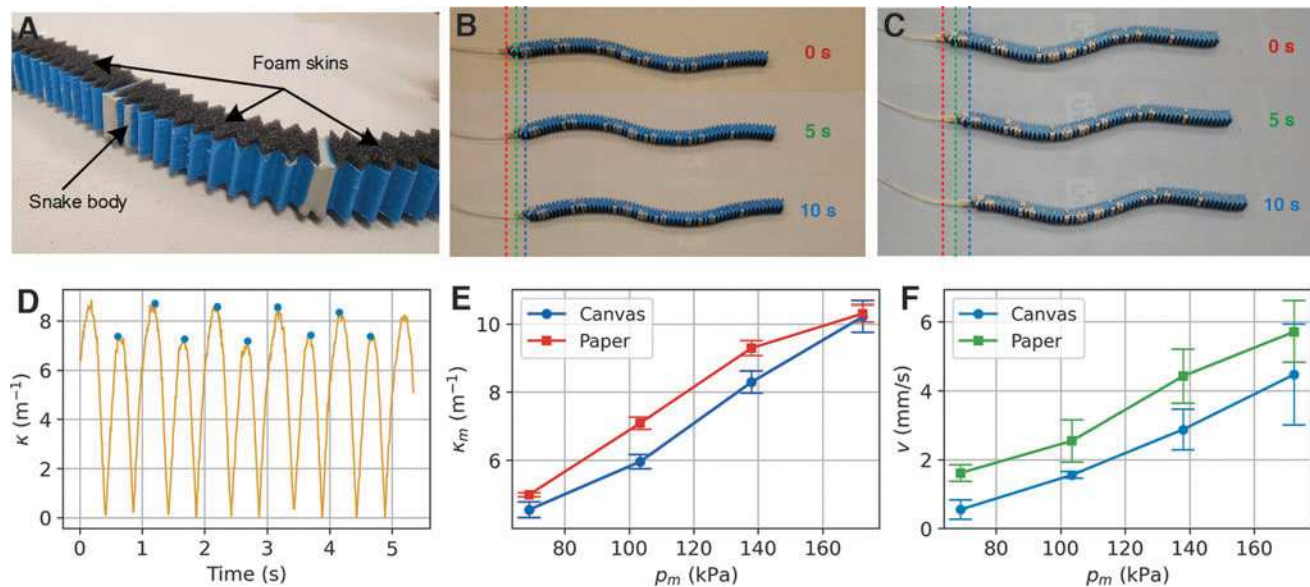 A
Foam skins
Snake body
B
0 s
5 s
10 s
C
0 s
5 s
10 s
D
κ (m⁻¹)
8
6
4
2
0
0
1
2
3
4
5
Time (s)
E
Canvas
Paper
κₘ (m⁻¹)
10
8
6
80
100
120
140
160
pₘ (kPa)
F
Canvas
Paper
v (mm/s)
6
4
2
0
80
100
120
140
160
pₘ (kPa)